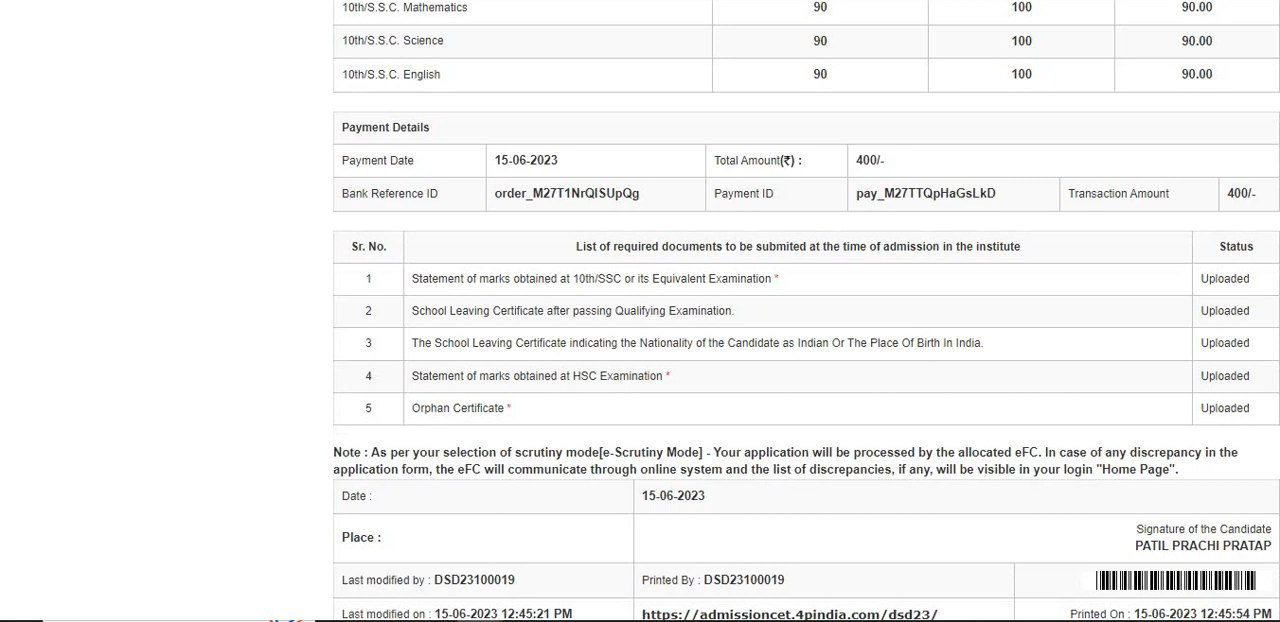 10th/S.S.C. Mathematics 90 100 90.00
10th/S.S.C. Science 90 100 90.00
10th/S.S.C. English 90 100 90.00
Payment Details
Payment Date 15-06-2023 Total Amount(₹) : 400/-
Bank Reference ID order_M27T1NrQISUpQg Payment ID pay_M27TTQpHaGsLkD Transaction Amount 400/-
Sr. No. List of required documents to be submited at the time of admission in the institute Status
1 Statement of marks obtained at 10th/SSC or its Equivalent Examination * Uploaded
2 School Leaving Certificate after passing Qualifying Examination. Uploaded
3 The School Leaving Certificate indicating the Nationality of the Candidate as Indian Or The Place Of Birth In India. Uploaded
4 Statement of marks obtained at HSC Examination * Uploaded
5 Orphan Certificate * Uploaded
Note : As per your selection of scrutiny mode[e-Scrutiny Mode] - Your application will be processed by the allocated eFC. In case of any discrepancy in the
application form, the eFC will communicate through online system and the list of discrepancies, if any, will be visible in your login "Home Page".
Date : 15-06-2023
Signature of the Candidate
Place : PATIL PRACHI PRATAP
Last modified by : DSD23100019 Printed By : DSD23100019
Last modified on : 15-06-2023 12:45:21 PM https://admissioncet.4pindia.com/dsd23/ Printed On : 15-06-2023 12:45:54 PM